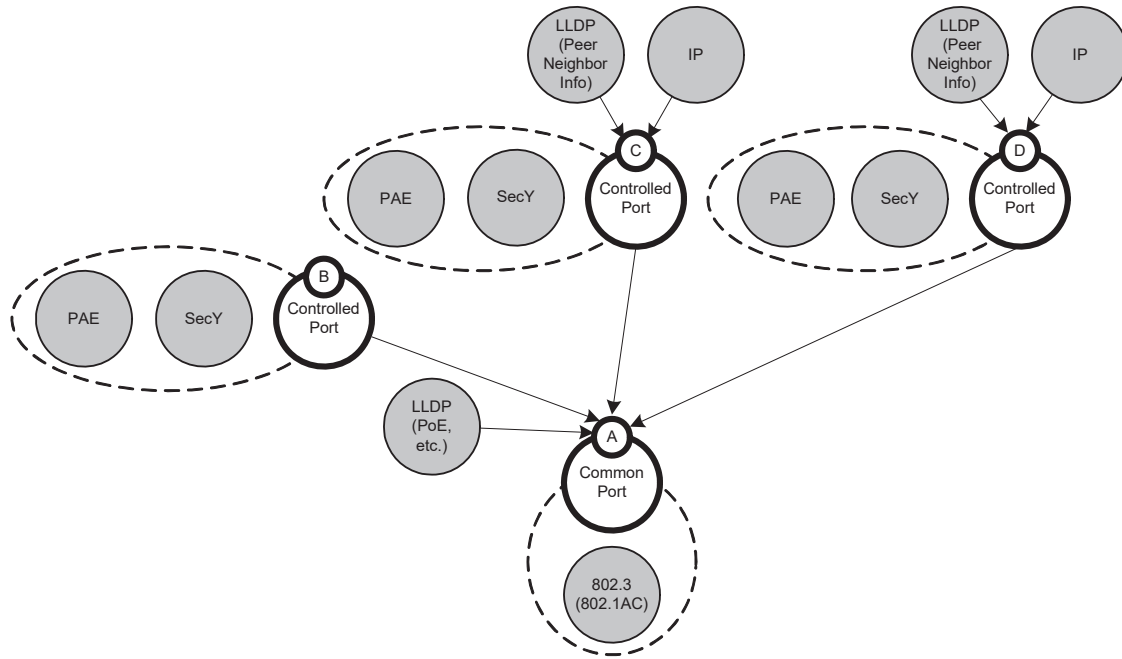 LLDP
(Peer
Neighbor
Info)
IP
LLDP
(Peer
Neighbor
Info)
IP
C
Controlled
Port
PAE
SecY
D
Controlled
Port
PAE
SecY
B
Controlled
Port
PAE
SecY
LLDP
(PoE,
etc.)
A
Common
Port
802.3
(802.1AC)